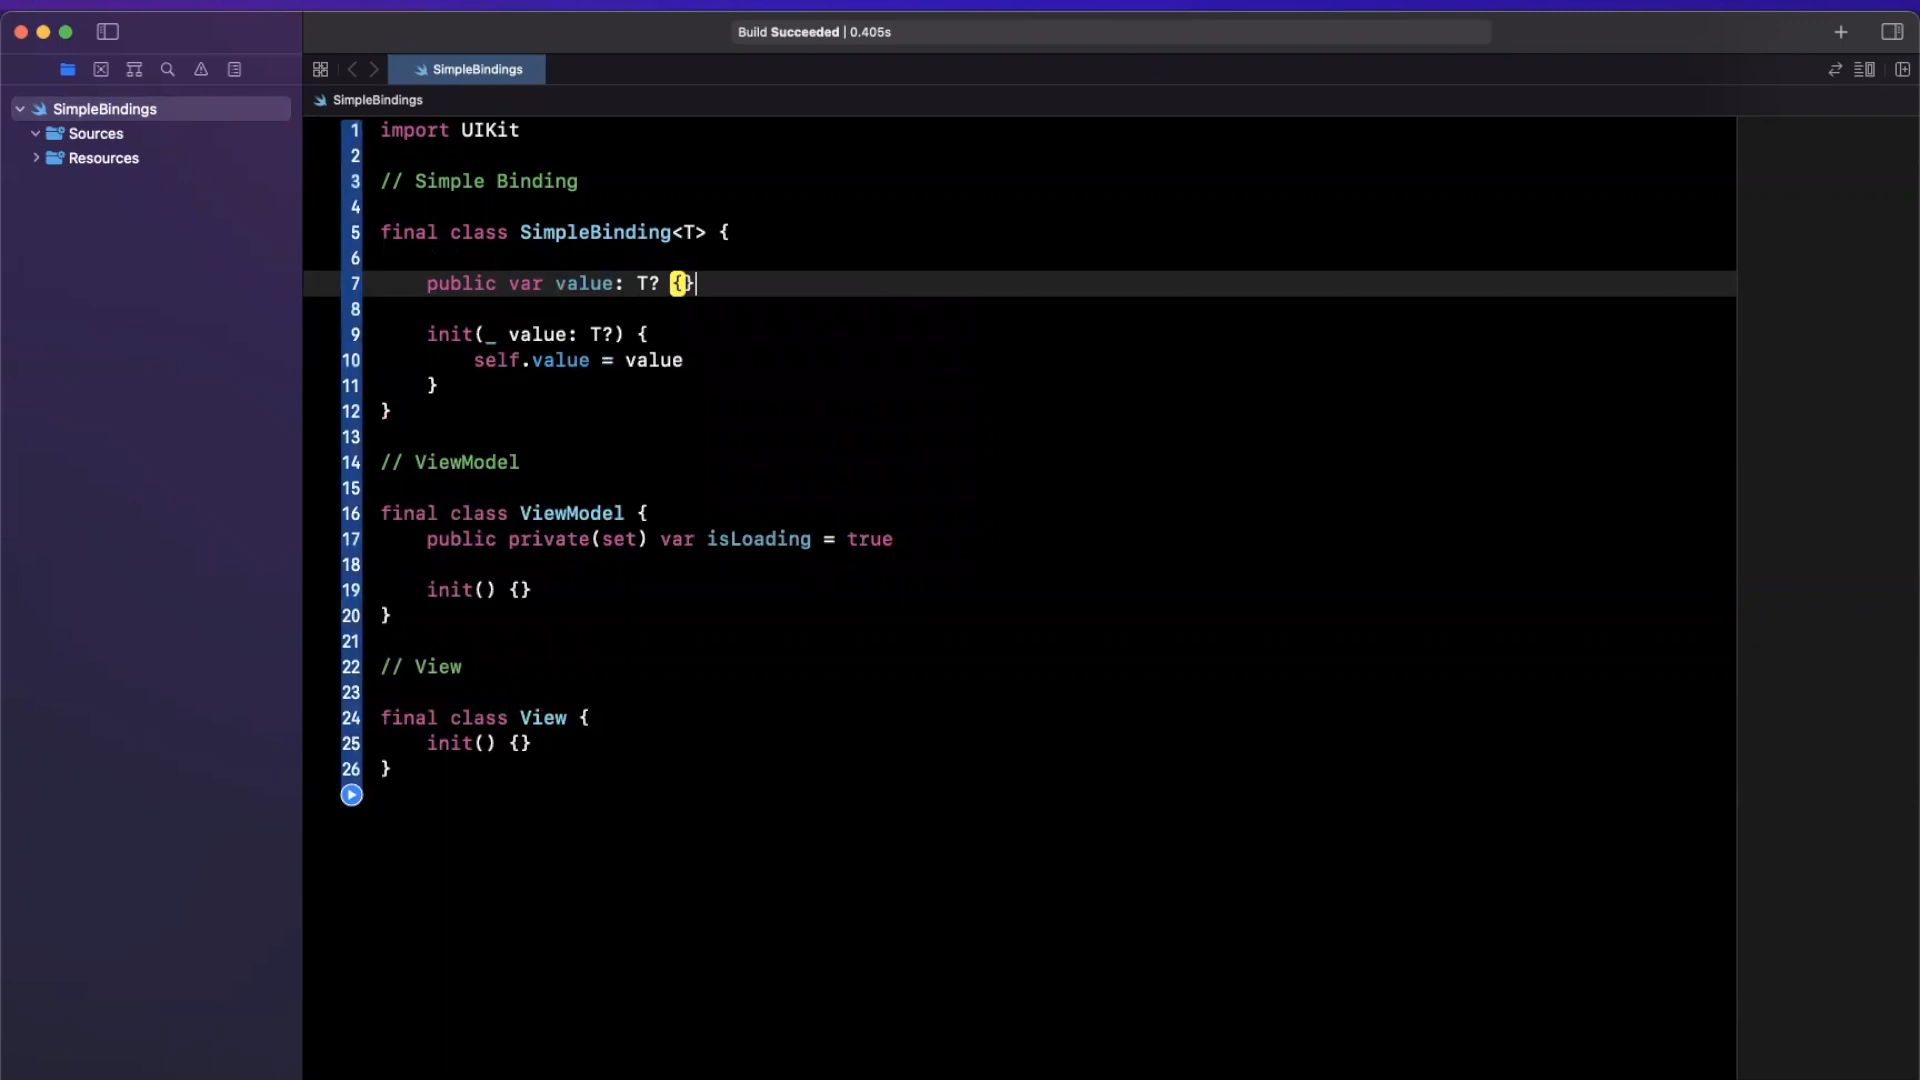 Build Succeeded | 0.405s
SimpleBindings
SimpleBindings
SimpleBindings
Sources
Resources
1 import UIKit
2
3 // Simple Binding
4
5 final class SimpleBinding<T> {
6
7     public var value: T? {}
8
9     init(_ value: T?) {
10         self.value = value
11     }
12 }
13
14 // ViewModel
15
16 final class ViewModel {
17     public private(set) var isLoading = true
18
19     init() {}
20 }
21
22 // View
23
24 final class View {
25     init() {}
26 }